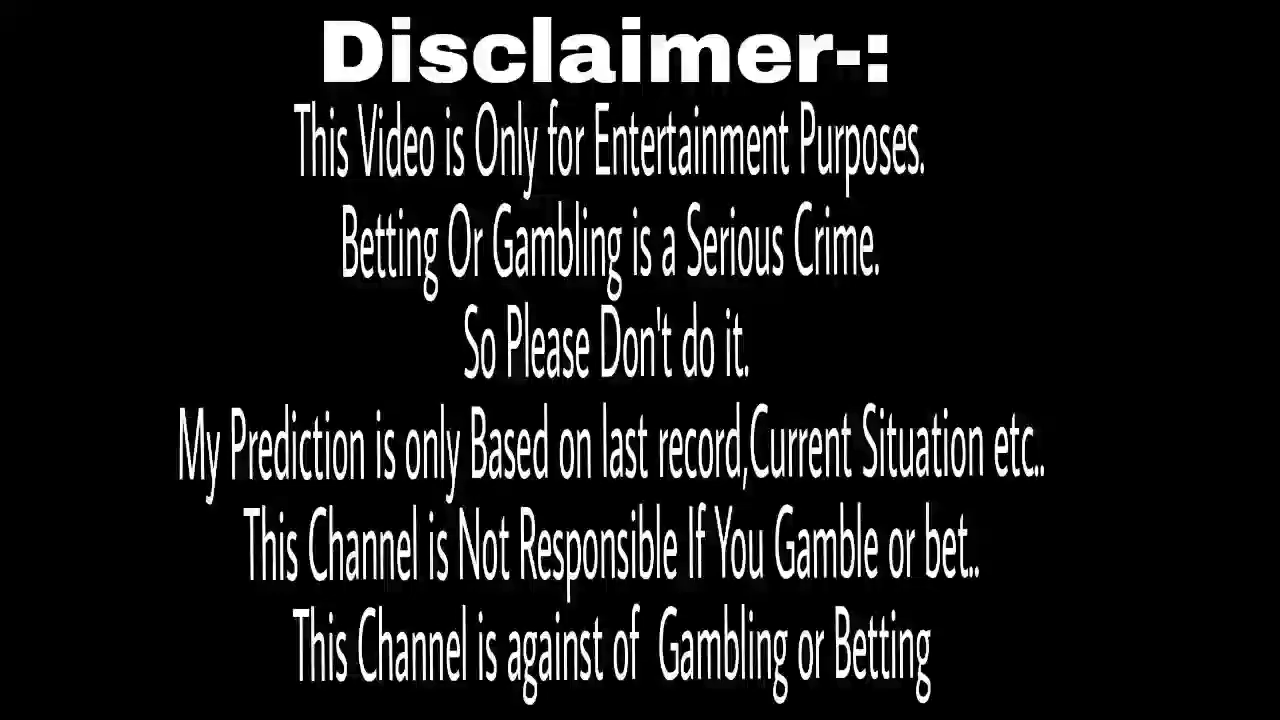 Disclaimer-:
This Video is Only for Entertainment Purposes.
Betting Or Gambling is a Serious Crime.
So Please Don't do it.
My Prediction is only Based on last record,Current Situation etc..
This Channel is Not Responsible If You Gamble or bet..
This Channel is against of  Gambling or Betting